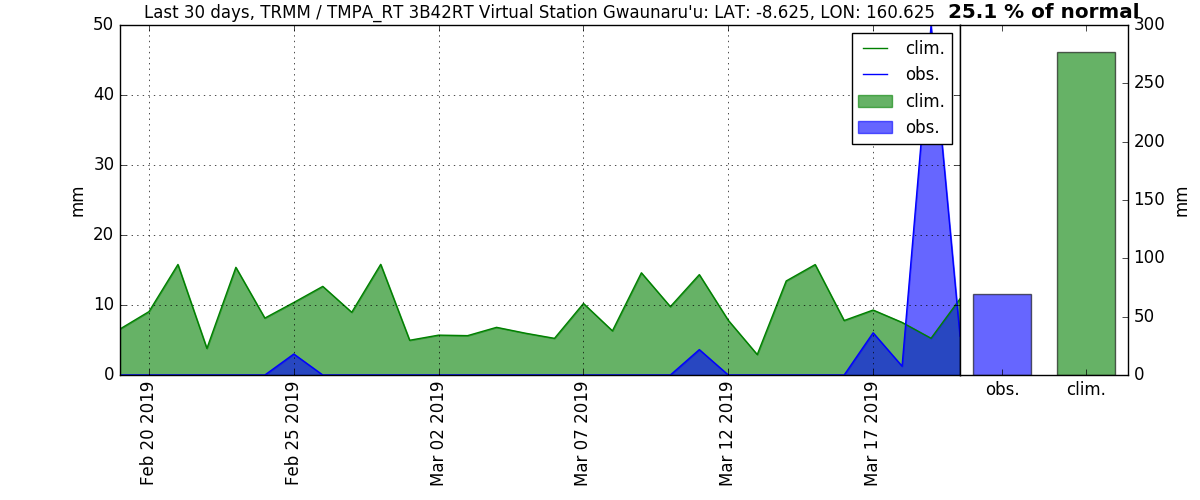 Last 30 days, TRMM / TMPA_RT 3B42RT Virtual Station Gwaunaru'u: LAT: -8.625, LON: 160.625 25.1 % of normal
50
40
30
20
10
0
mm
clim.
obs.
clim.
obs.
300
250
200
150
100
50
0
mm
Feb 20 2019
Feb 25 2019
Mar 02 2019
Mar 07 2019
Mar 12 2019
Mar 17 2019
obs.
clim.